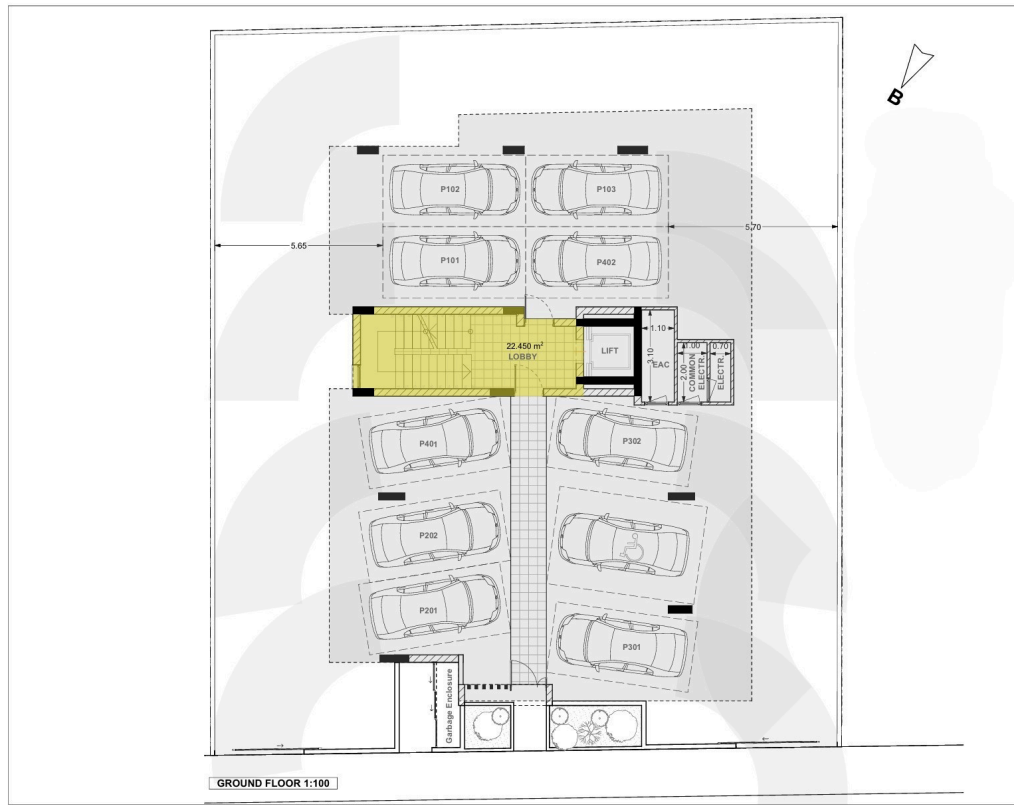 B
P102
P103
5.65
5.70
P101
P402
22.450 m²
LOBBY
LIFT
1.10
3.10
EAC
1.00
2.00
COMMON
ELECTR.
0.70
ELECTR.
P401
P302
P202
P201
P301
Garbage Enclosure
GROUND FLOOR 1:100